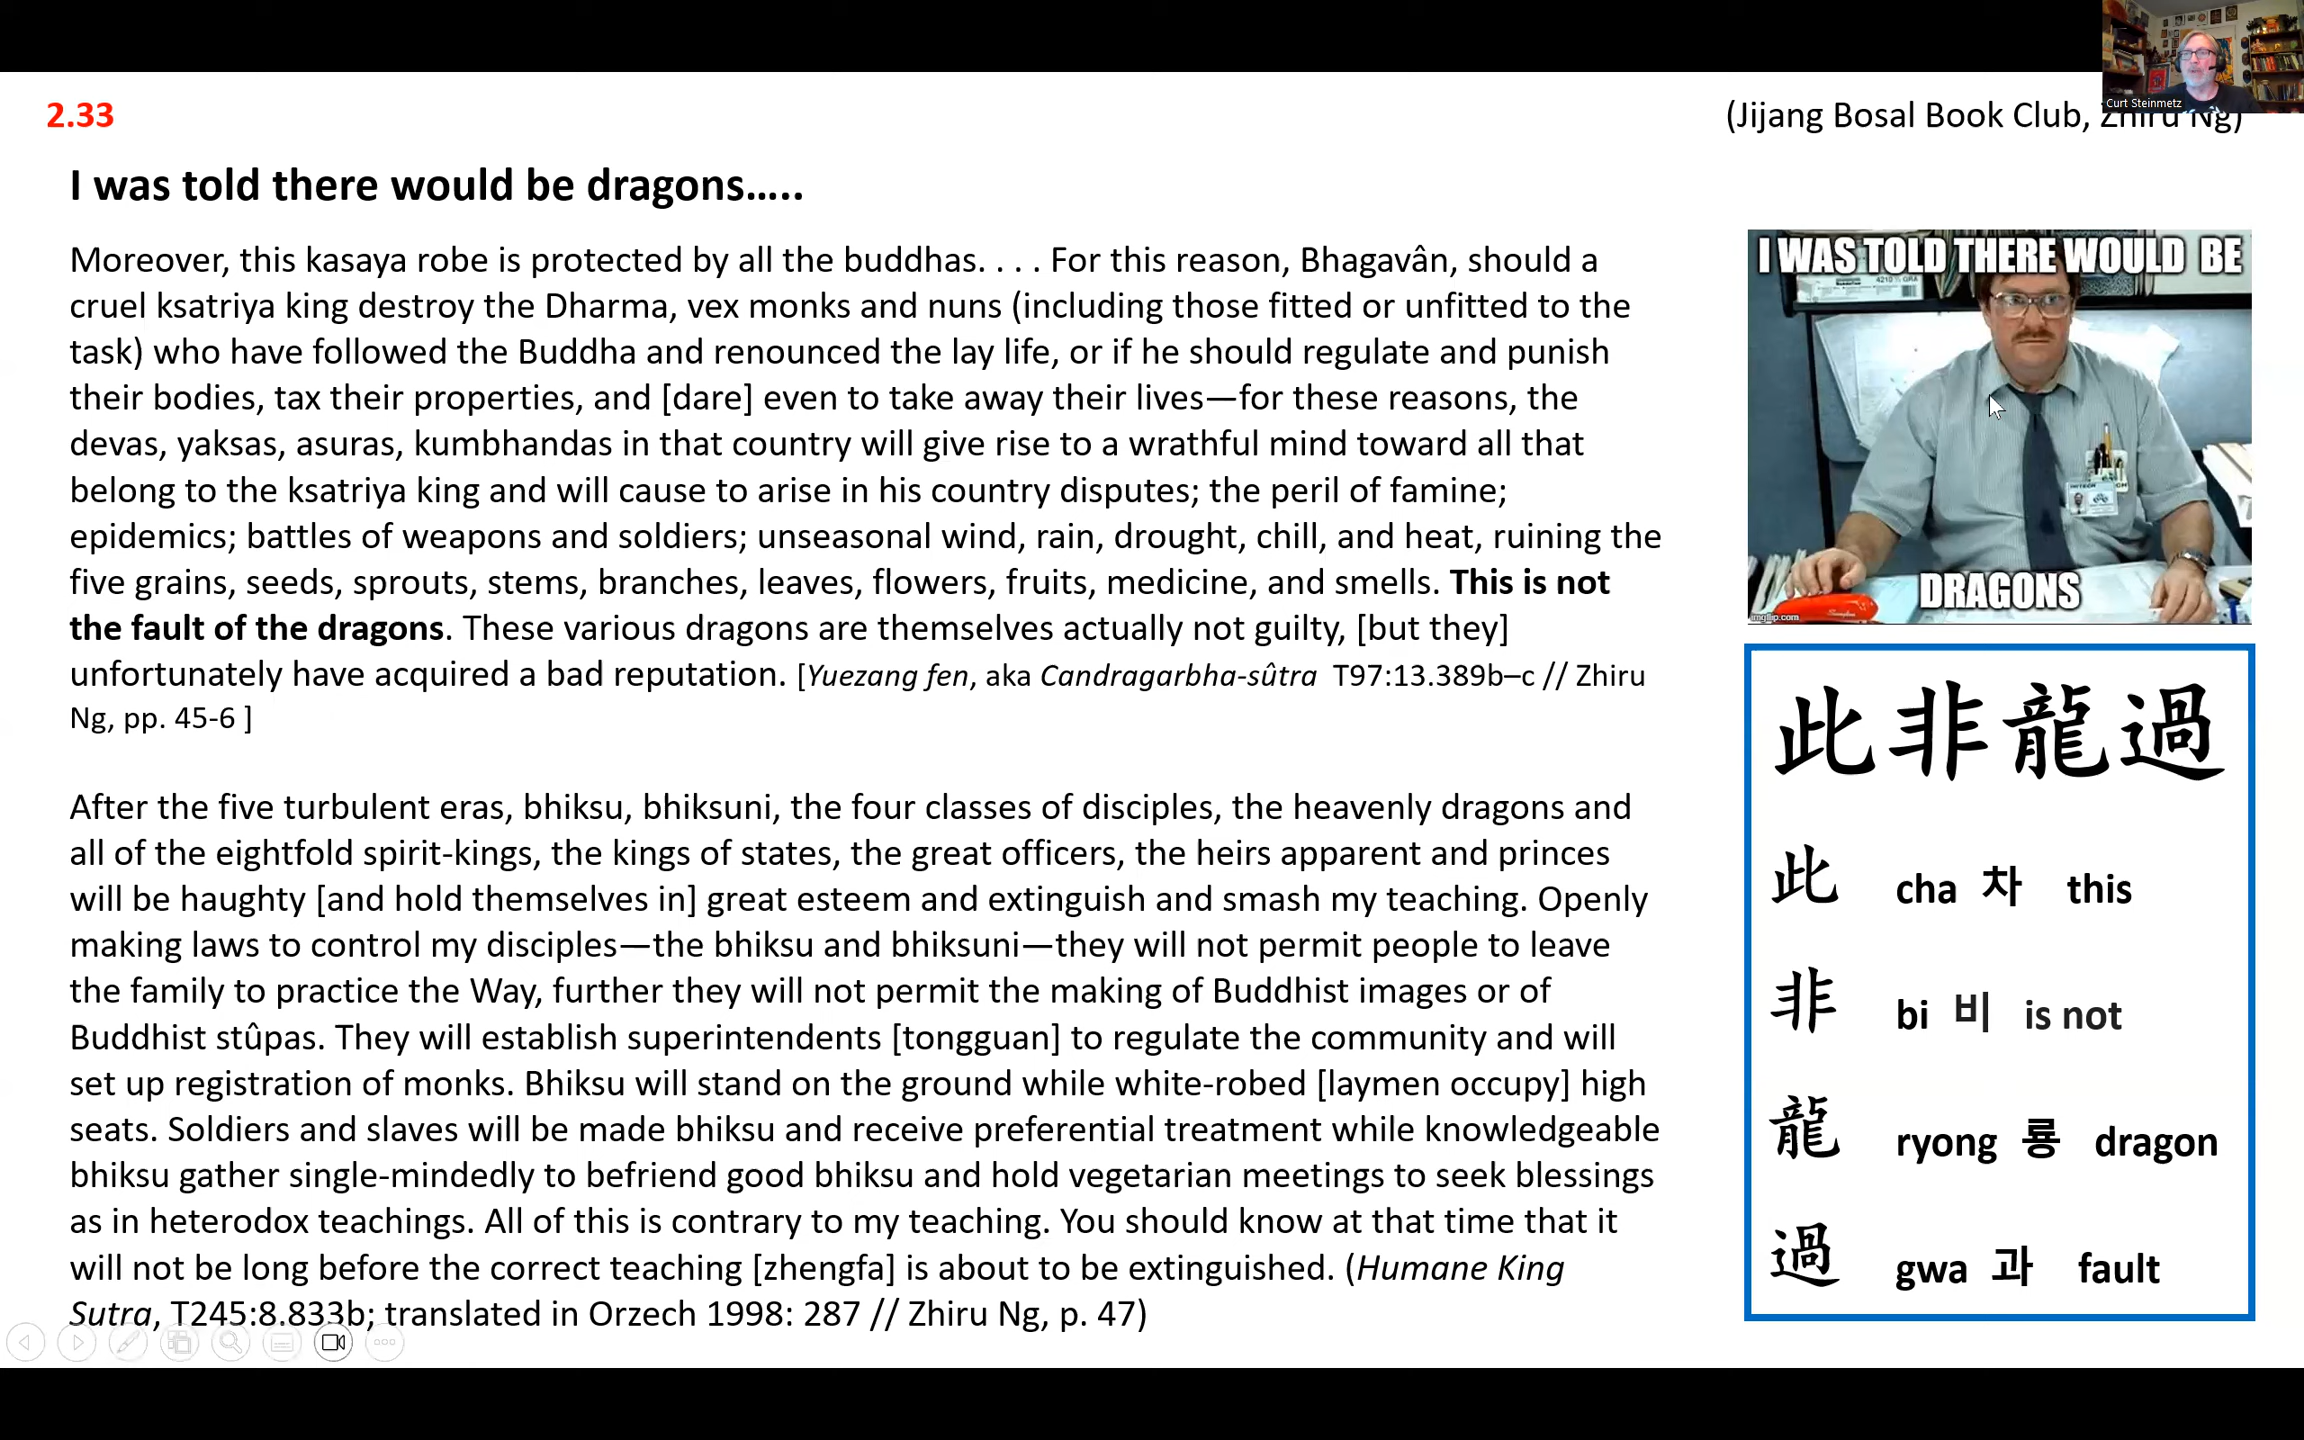 2.33
(Jijang Bosal Book Club, Zhiru Ng)
Curt Steinmetz
I was told there would be dragons.....
Moreover, this kasaya robe is protected by all the buddhas. . . . For this reason, Bhagavân, should a
cruel ksatriya king destroy the Dharma, vex monks and nuns (including those fitted or unfitted to the
task) who have followed the Buddha and renounced the lay life, or if he should regulate and punish
their bodies, tax their properties, and [dare] even to take away their lives—for these reasons, the
devas, yaksas, asuras, kumbhandas in that country will give rise to a wrathful mind toward all that
belong to the ksatriya king and will cause to arise in his country disputes; the peril of famine;
epidemics; battles of weapons and soldiers; unseasonal wind, rain, drought, chill, and heat, ruining the
five grains, seeds, sprouts, stems, branches, leaves, flowers, fruits, medicine, and smells. This is not
the fault of the dragons. These various dragons are themselves actually not guilty, [but they]
unfortunately have acquired a bad reputation. [Yuezang fen, aka Candragarbha-sûtra T97:13.389b–c // Zhiru
Ng, pp. 45-6 ]
After the five turbulent eras, bhiksu, bhiksuni, the four classes of disciples, the heavenly dragons and
all of the eightfold spirit-kings, the kings of states, the great officers, the heirs apparent and princes
will be haughty [and hold themselves in] great esteem and extinguish and smash my teaching. Openly
making laws to control my disciples—the bhiksu and bhiksuni—they will not permit people to leave
the family to practice the Way, further they will not permit the making of Buddhist images or of
Buddhist stûpas. They will establish superintendents [tongguan] to regulate the community and will
set up registration of monks. Bhiksu will stand on the ground while white-robed [laymen occupy] high
seats. Soldiers and slaves will be made bhiksu and receive preferential treatment while knowledgeable
bhiksu gather single-mindedly to befriend good bhiksu and hold vegetarian meetings to seek blessings
as in heterodox teachings. All of this is contrary to my teaching. You should know at that time that it
will not be long before the correct teaching [zhengfa] is about to be extinguished. (Humane King
Sutra, T245:8.833b; translated in Orzech 1998: 287 // Zhiru Ng, p. 47)
I WAS TOLD THERE WOULD BE
DRAGONS
imgflip.com
此非龍過
此 cha 차 this
非 bi 비 is not
龍 ryong 룡 dragon
過 gwa 과 fault